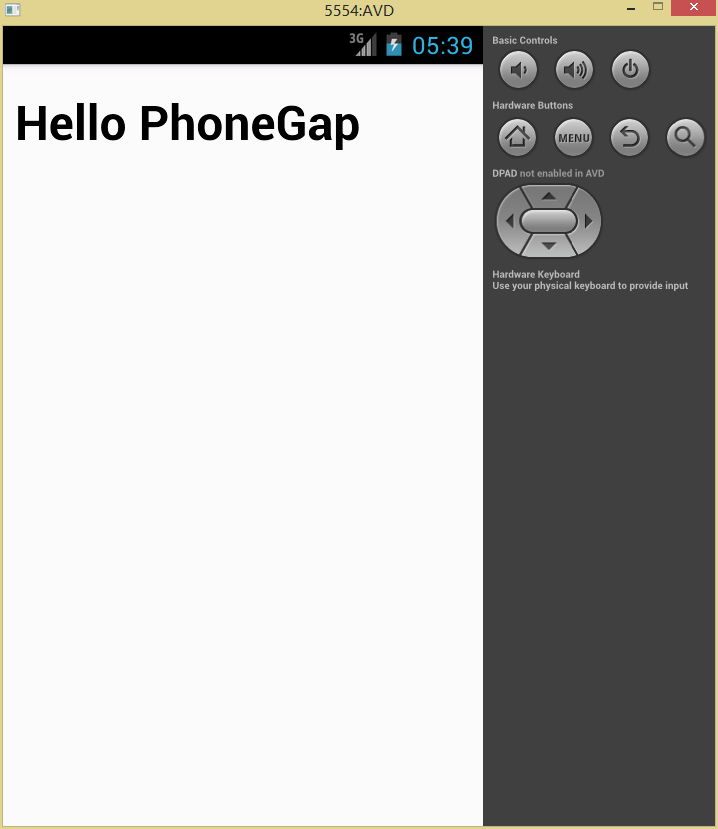 5554:AVD
3G 05:39
Hello PhoneGap
Basic Controls
Hardware Buttons
MENU
DPAD not enabled in AVD
Hardware Keyboard
Use your physical keyboard to provide input